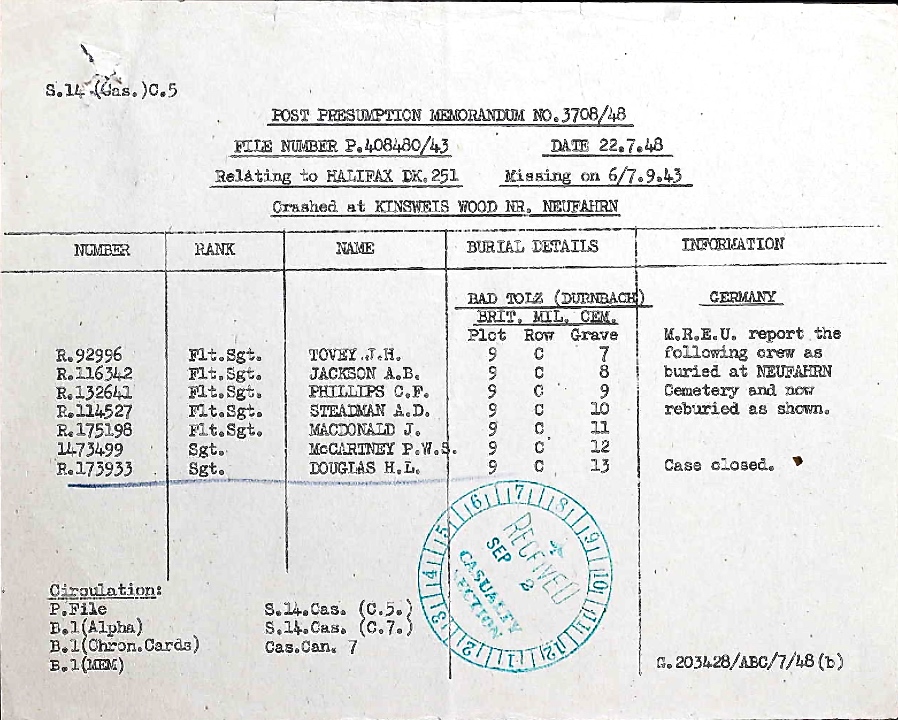 S.14.(Cas.)C.5
POST PRESUMPTION MEMORANDUM NO.3708/48
FILE NUMBER P.408480/43 DATE 22.7.48
Relating to HALIFAX DK.251 Missing on 6/7.9.43
Crashed at KINSWEIS WOOD NR. NEUFAHRN
NUMBER RANK NAME BURIAL DETAILS INFORMATION
BAD TOLZ (DURNBACH) GERMANY
BRIT. MIL. CEM.
Plot Row Grave M.R.E.U. report the
R.92996 Flt.Sgt. TOVEY.J.H. 9 C 7 following crew as
R.116342 Flt.Sgt. JACKSON A.B. 9 C 8 buried at NEUFAHRN
R.132641 Flt.Sgt. PHILLIPS C.F. 9 C 9 Cemetery and now
R.114527 Flt.Sgt. STEADMAN A.D. 9 C 10 reburied as shown.
R.175198 Flt.Sgt. MACDONALD J. 9 C 11
1473499 Sgt. McCARTNEY P.W.S. 9 C 12
R.173933 Sgt. DOUGLAS H.L. 9 C 13 Case closed.
RECEIVED
SEP 2
CASUALTY
SECTION
Circulation:
P.File S.14.Cas. (C.5.)
B.1(Alpha) S.14.Cas. (C.7.)
B.1(Chron.Cards) Cas.Can. 7
B.1(MEM) G.203428/ABC/7/48(b)